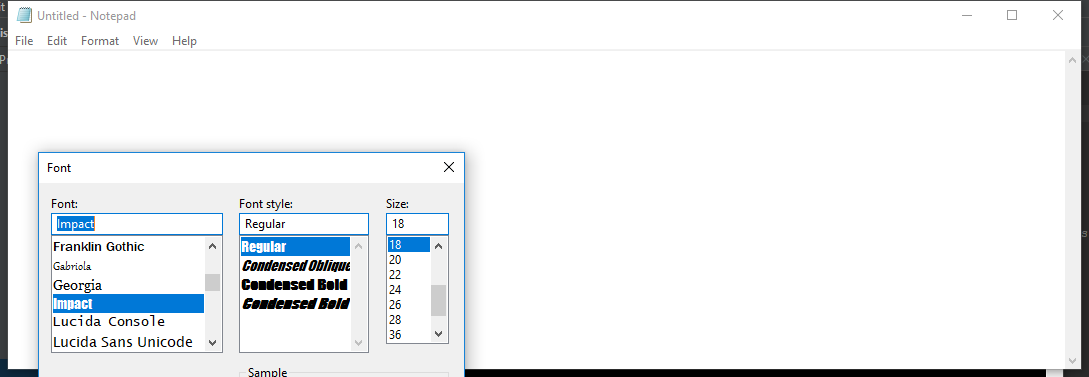 Untitled - Notepad
File Edit Format View Help
Font
Font: Font style: Size:
Impact Regular 18
Franklin Gothic
Gabriola
Georgia
Impact
Lucida Console
Lucida Sans Unicode
Regular
Condensed Oblique
Condensed Bold
Condensed Bold
18
20
22
24
26
28
36
Sample